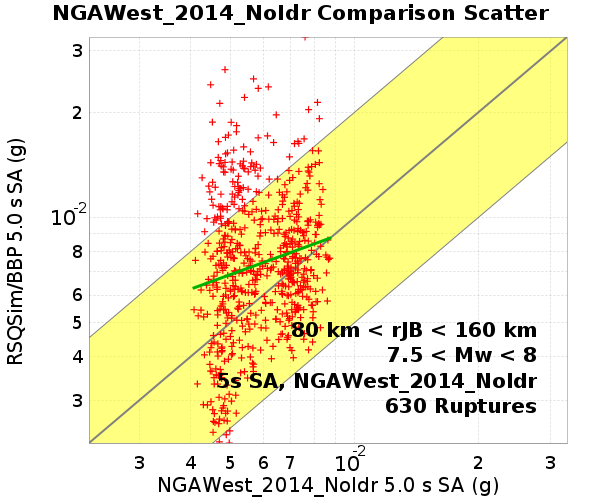 NGAWest_2014_NoIdr Comparison Scatter
RSQSim/BBP 5.0 s SA (g)
3
2
10-2
8
6
5
4
3
80 km < rJB < 160 km
7.5 < Mw < 8
5s SA, NGAWest_2014_NoIdr
630 Ruptures
3 4 5 6 7 10-2 2 3
NGAWest_2014_NoIdr 5.0 s SA (g)